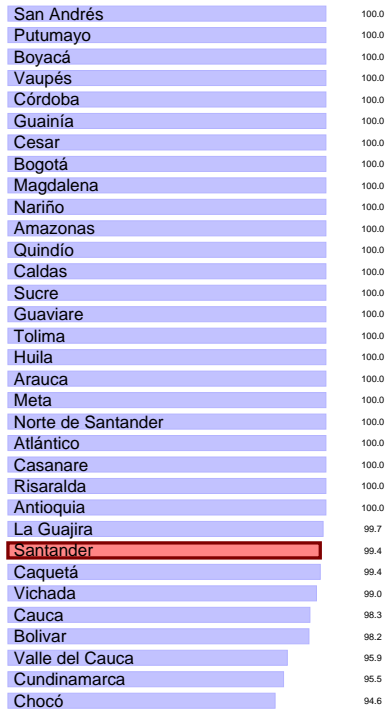 San Andrés 100.0
Putumayo 100.0
Boyacá 100.0
Vaupés 100.0
Córdoba 100.0
Guainía 100.0
Cesar 100.0
Bogotá 100.0
Magdalena 100.0
Nariño 100.0
Amazonas 100.0
Quindío 100.0
Caldas 100.0
Sucre 100.0
Guaviare 100.0
Tolima 100.0
Huila 100.0
Arauca 100.0
Meta 100.0
Norte de Santander 100.0
Atlántico 100.0
Casanare 100.0
Risaralda 100.0
Antioquia 100.0
La Guajira 99.7
Santander 99.4
Caquetá 99.4
Vichada 99.0
Cauca 98.3
Bolivar 98.2
Valle del Cauca 95.9
Cundinamarca 95.5
Chocó 94.6